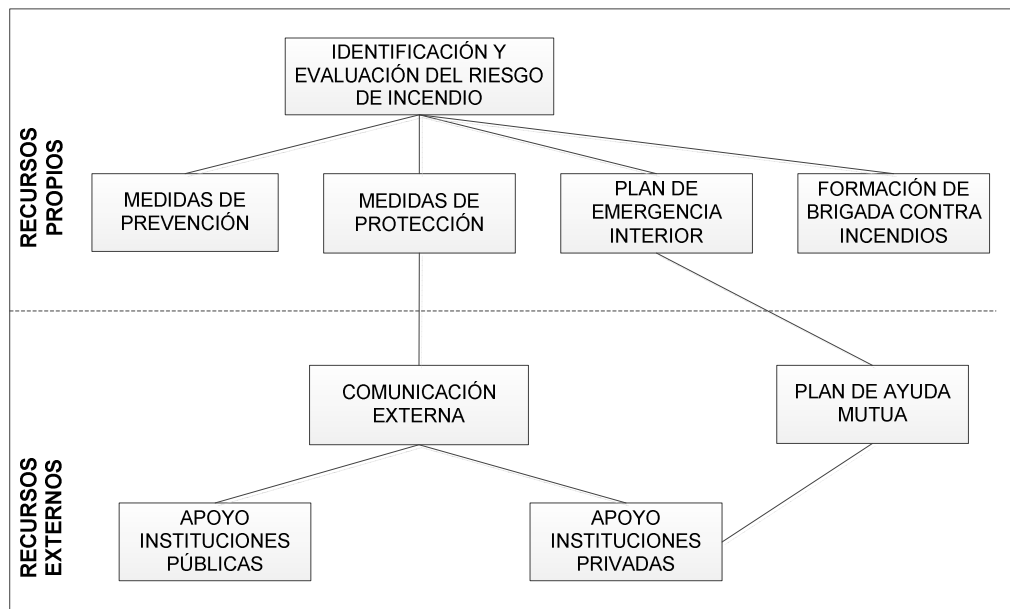 IDENTIFICACIÓN Y
EVALUACIÓN DEL RIESGO
DE INCENDIO
RECURSOS
PROPIOS
MEDIDAS DE
PREVENCIÓN
MEDIDAS DE
PROTECCIÓN
PLAN DE
EMERGENCIA
INTERIOR
FORMACIÓN DE
BRIGADA CONTRA
INCENDIOS
RECURSOS
EXTERNOS
COMUNICACIÓN
EXTERNA
PLAN DE AYUDA
MUTUA
APOYO
INSTITUCIONES
PÚBLICAS
APOYO
INSTITUCIONES
PRIVADAS